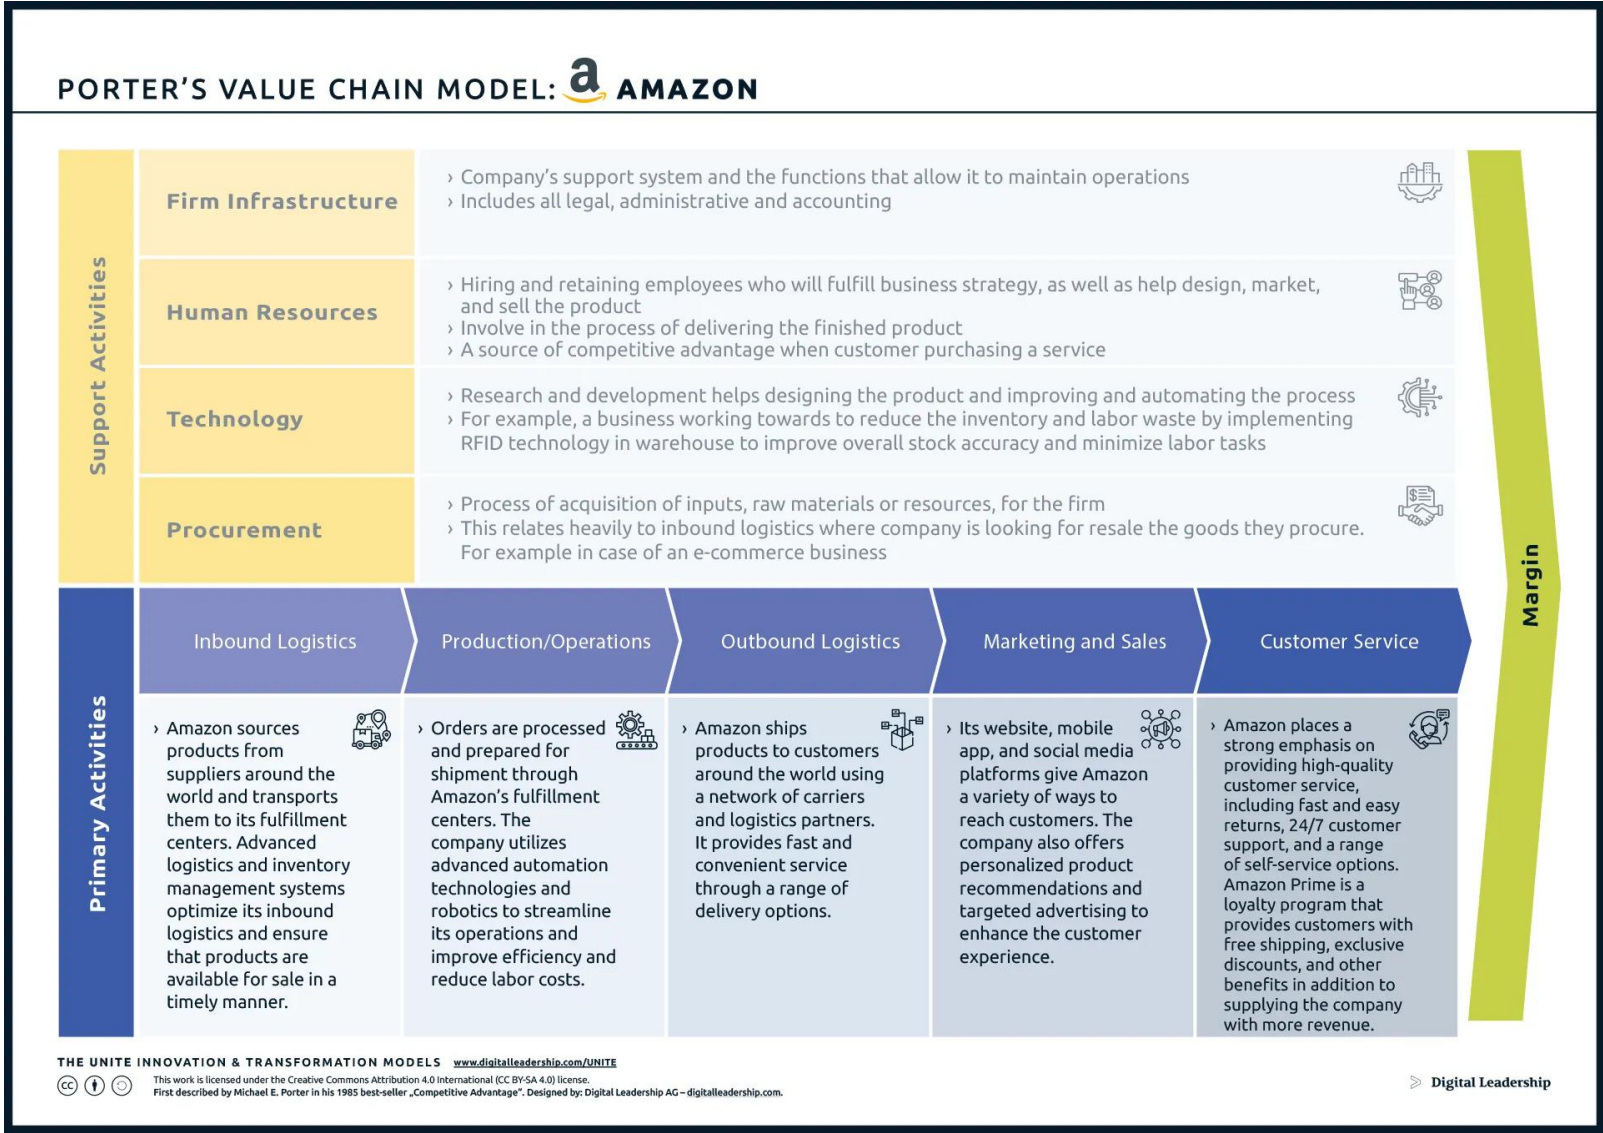 PORTER'S VALUE CHAIN MODEL: a AMAZON
Support Activities
Firm Infrastructure
› Company's support system and the functions that allow it to maintain operations
› Includes all legal, administrative and accounting
Human Resources
› Hiring and retaining employees who will fulfill business strategy, as well as help design, market,
and sell the product
› Involve in the process of delivering the finished product
› A source of competitive advantage when customer purchasing a service
Technology
› Research and development helps designing the product and improving and automating the process
› For example, a business working towards to reduce the inventory and labor waste by implementing
RFID technology in warehouse to improve overall stock accuracy and minimize labor tasks
Procurement
› Process of acquisition of inputs, raw materials or resources, for the firm
› This relates heavily to inbound logistics where company is looking for resale the goods they procure.
For example in case of an e-commerce business
Margin
Primary Activities
Inbound Logistics
› Amazon sources
products from
suppliers around the
world and transports
them to its fulfillment
centers. Advanced
logistics and inventory
management systems
optimize its inbound
logistics and ensure
that products are
available for sale in a
timely manner.
Production/Operations
› Orders are processed
and prepared for
shipment through
Amazon's fulfillment
centers. The
company utilizes
advanced automation
technologies and
robotics to streamline
its operations and
improve efficiency and
reduce labor costs.
Outbound Logistics
› Amazon ships
products to customers
around the world using
a network of carriers
and logistics partners.
It provides fast and
convenient service
through a range of
delivery options.
Marketing and Sales
› Its website, mobile
app, and social media
platforms give Amazon
a variety of ways to
reach customers. The
company also offers
personalized product
recommendations and
targeted advertising to
enhance the customer
experience.
Customer Service
› Amazon places a
strong emphasis on
providing high-quality
customer service,
including fast and easy
returns, 24/7 customer
support, and a range
of self-service options.
Amazon Prime is a
loyalty program that
provides customers with
free shipping, exclusive
discounts, and other
benefits in addition to
supplying the company
with more revenue.
THE UNITE INNOVATION & TRANSFORMATION MODELS www.digitalleadership.com/UNITE
cc
This work is licensed under the Creative Commons Attribution 4.0 International (CC BY-SA 4.0) license.
First described by Michael E. Porter in his 1985 best-seller „Competitive Advantage". Designed by: Digital Leadership AG – digitalleadership.com.
Digital Leadership